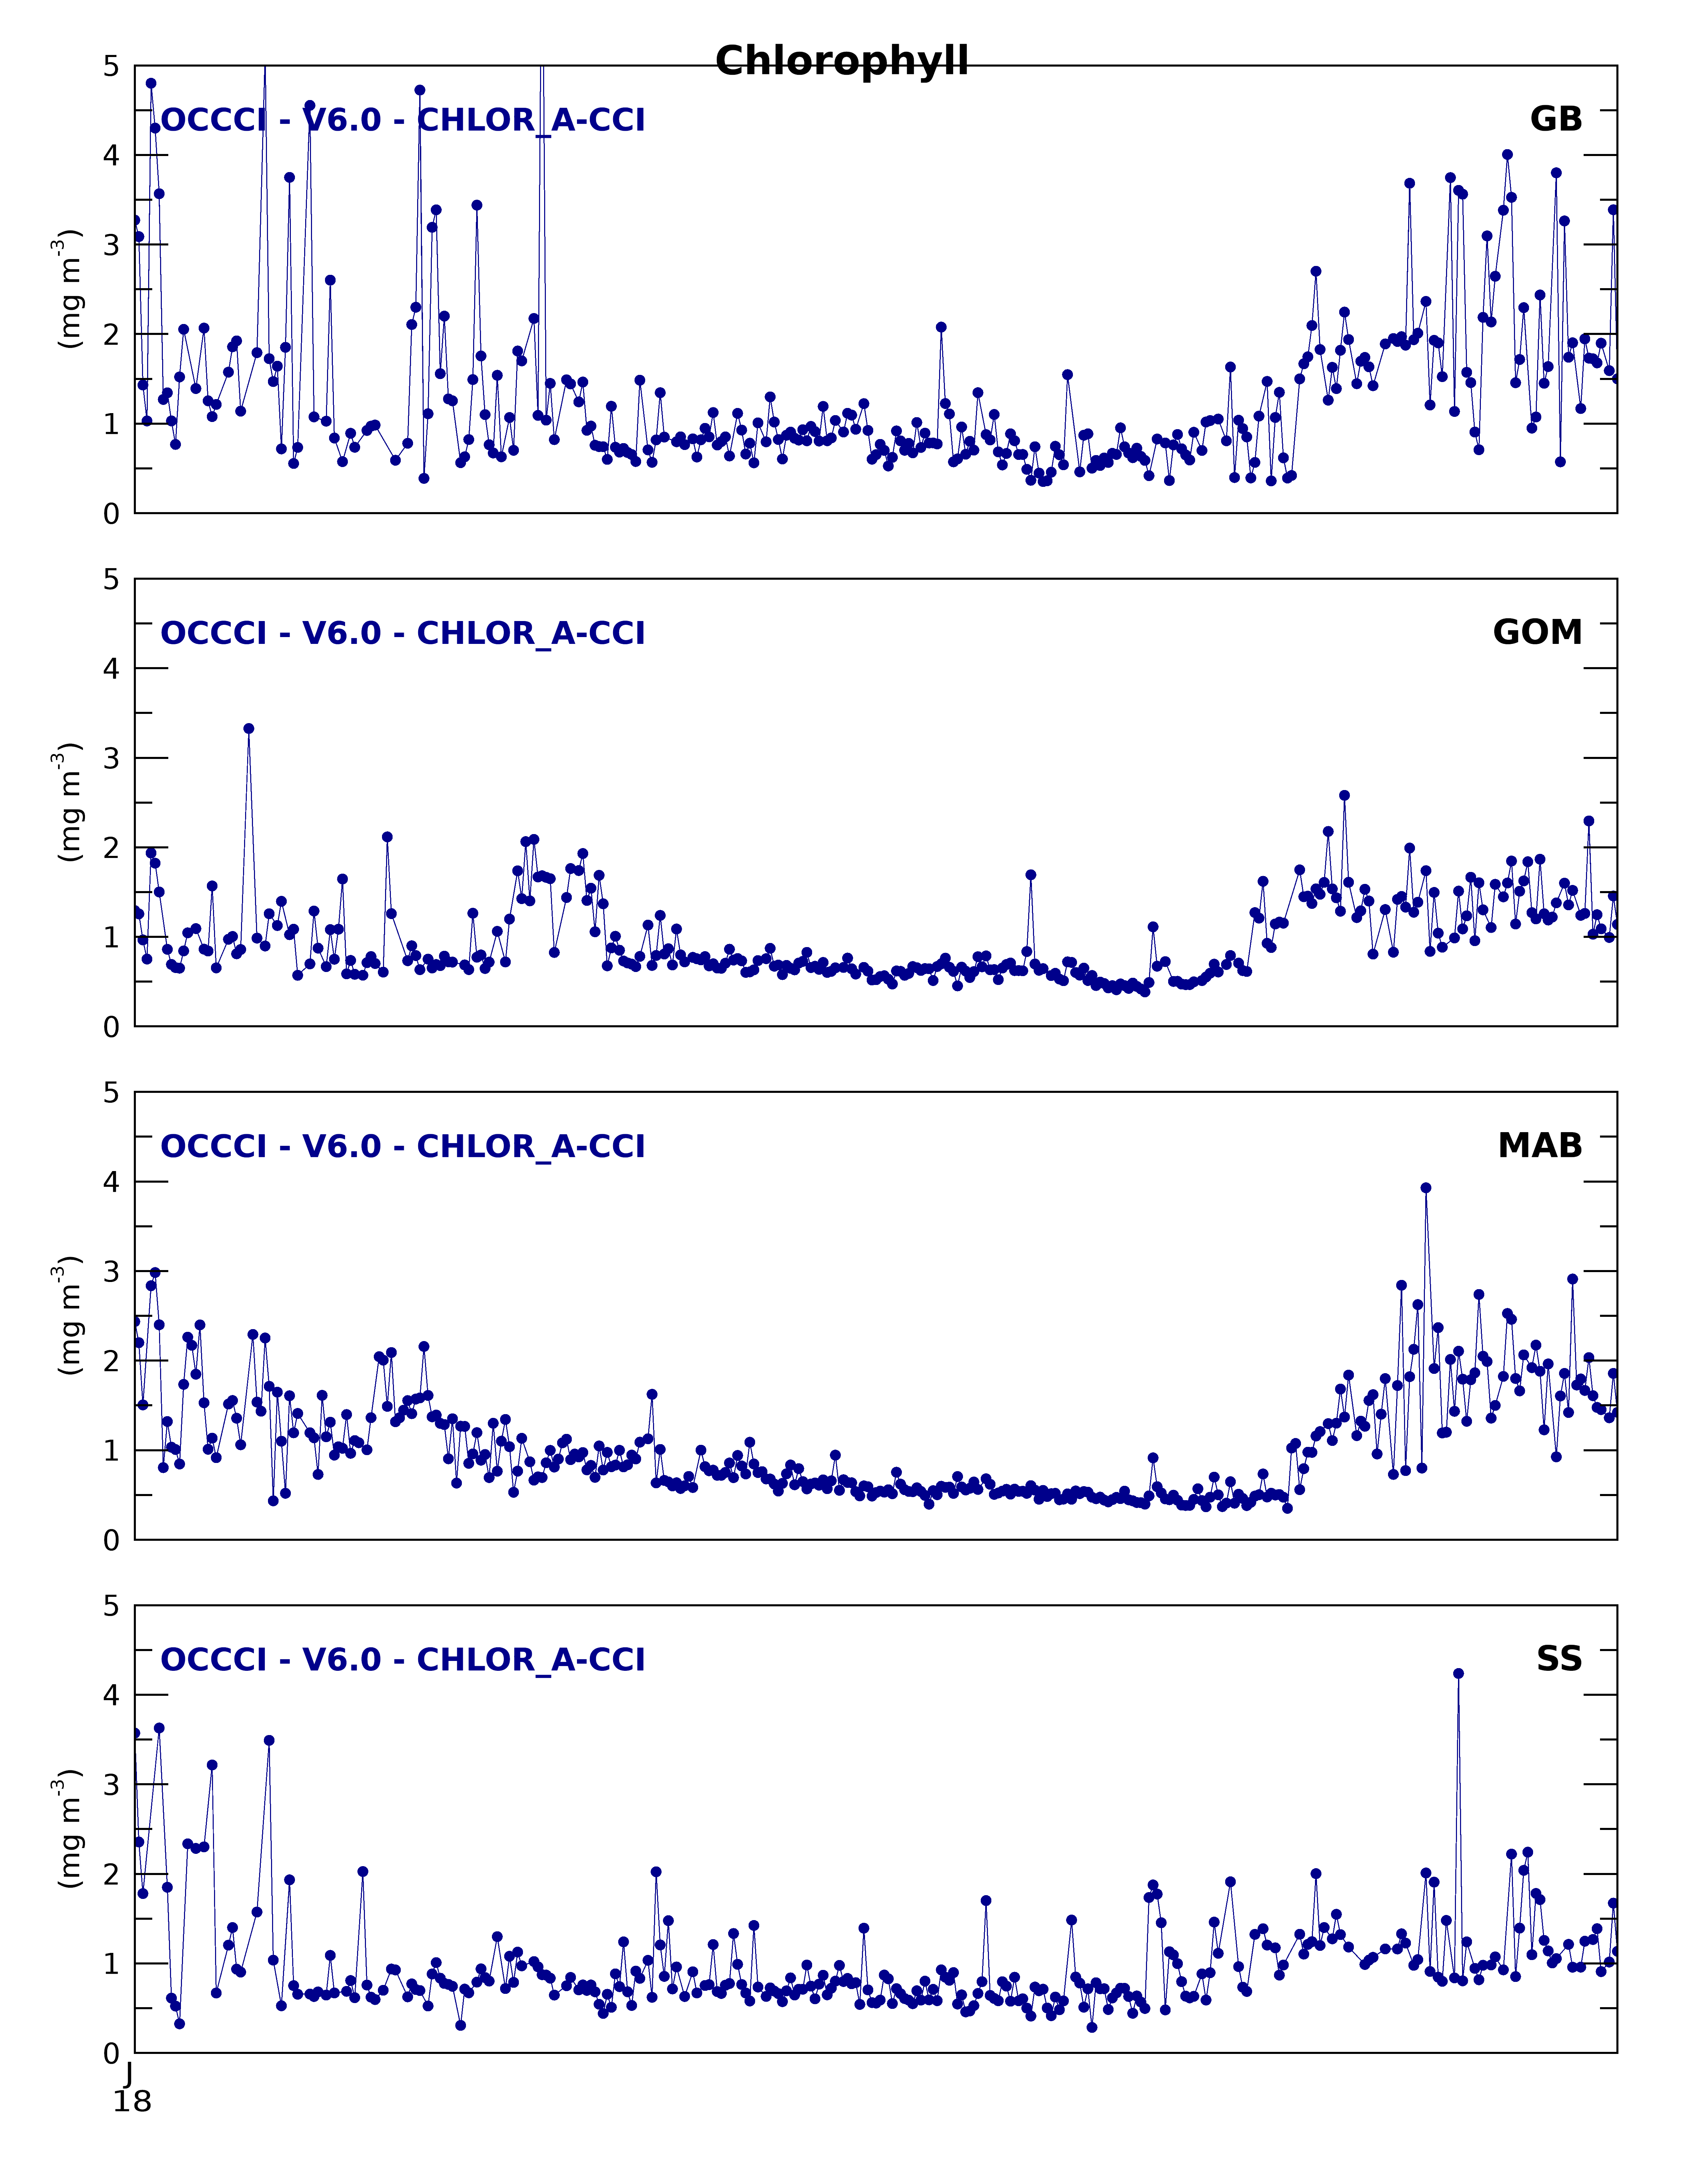 Chlorophyll
5
OCCCI - V6.0 - CHLOR_A-CCI GB
4
3
(mg m-3)
2
1
0
5
OCCCI - V6.0 - CHLOR_A-CCI GOM
4
3
(mg m-3)
2
1
0
5
OCCCI - V6.0 - CHLOR_A-CCI MAB
4
3
(mg m-3)
2
1
0
5
OCCCI - V6.0 - CHLOR_A-CCI SS
4
3
(mg m-3)
2
1
0
J
18